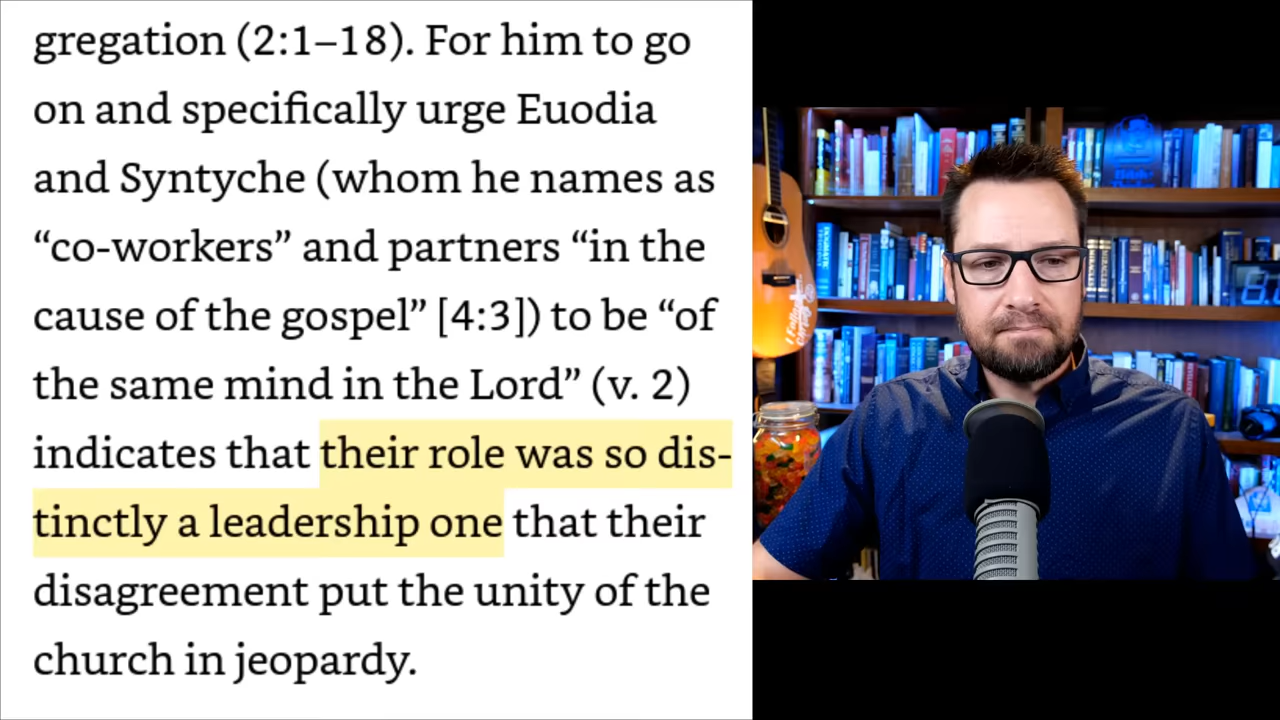 gregation (2:1–18). For him to go
on and specifically urge Euodia
and Syntyche (whom he names as
“co-workers” and partners “in the
cause of the gospel” [4:3]) to be “of
the same mind in the Lord” (v. 2)
indicates that their role was so dis-
tinctly a leadership one that their
disagreement put the unity of the
church in jeopardy.